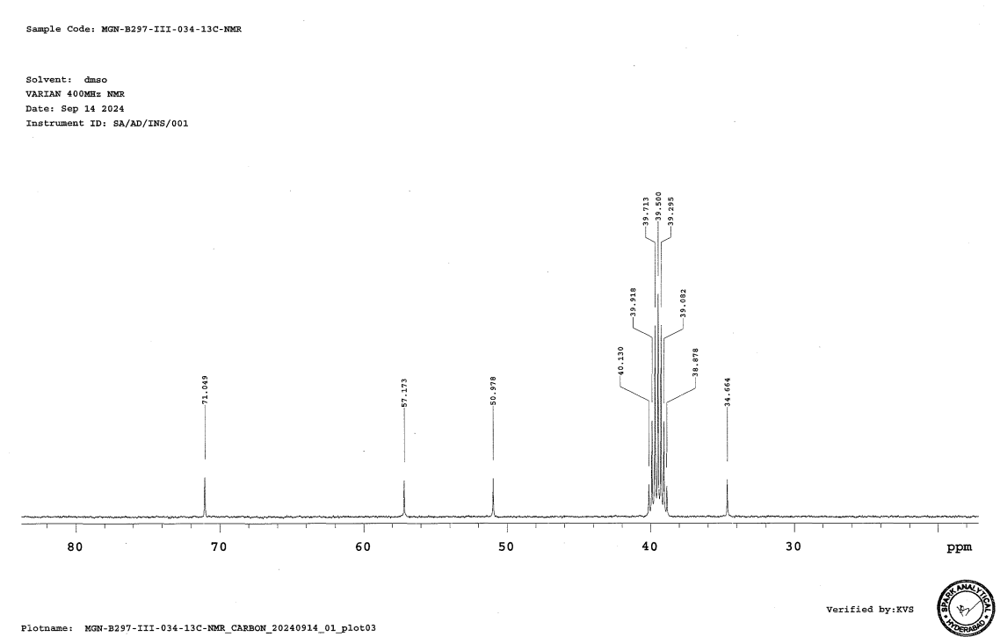 Sample Code: MGN-B297-III-034-13C-NMR
Solvent: dmso
VARIAN 400MHz NMR
Date: Sep 14 2024
Instrument ID: SA/AD/INS/001
71.049
57.173
50.978
40.130
39.918
39.713
39.500
39.295
39.082
38.878
34.664
80 70 60 50 40 30 ppm
Verified by:KVS
SPARK ANALYTICAL
* HYDERABAD *
Plotname: MGN-B297-III-034-13C-NMR_CARBON_20240914_01_plot03